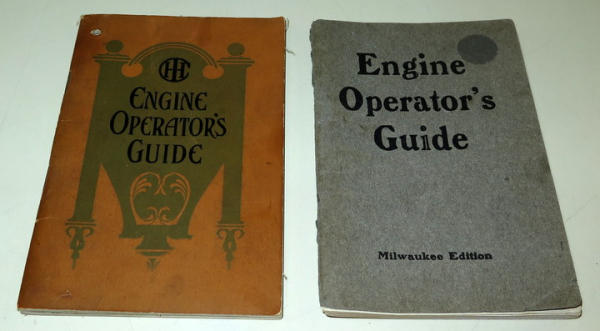 IHC
ENGINE
OPERATOR'S
GUIDE
Engine
Operator's
Guide
Milwaukee Edition